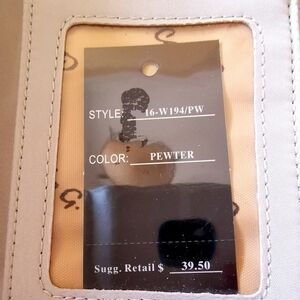 STYLE: 16-W194/PW
COLOR: PEWTER
Sugg. Retail $ 39.50